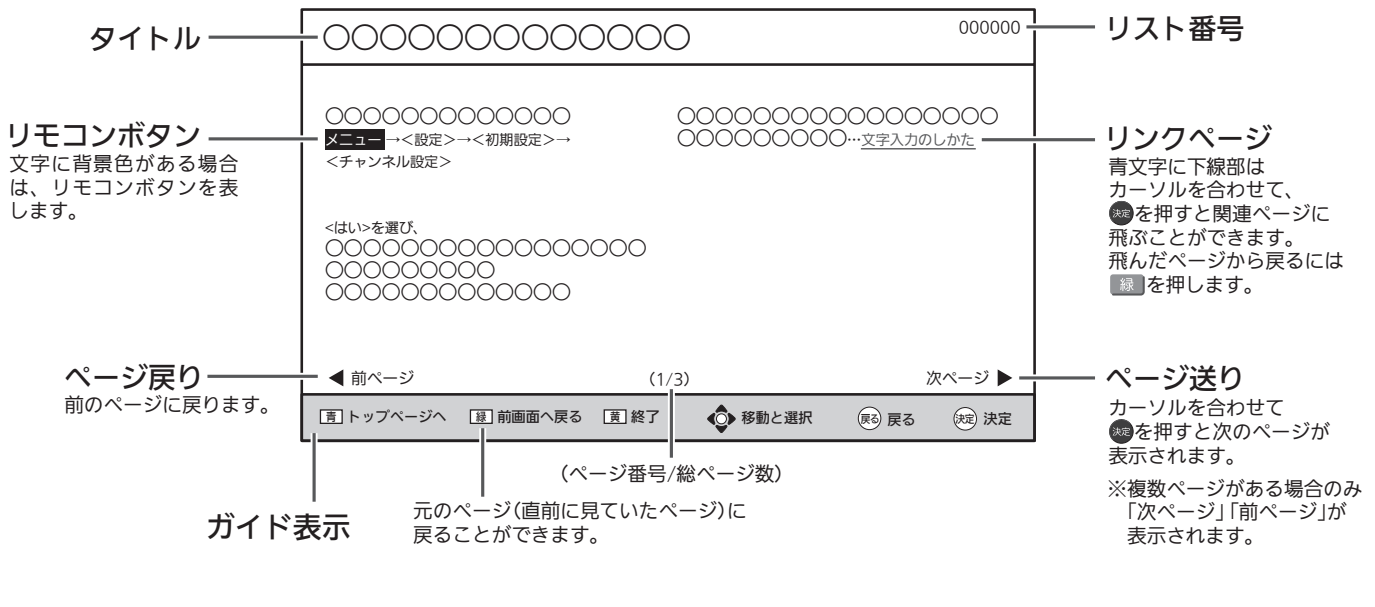 タイトル
○○○○○○○○○○○○○
000000
リスト番号
リモコンボタン
文字に背景色がある場合
は、リモコンボタンを表
します。
○○○○○○○○○○○○○
メニュー→<設定>→<初期設定>→
<チャンネル設定>
<はい>を選び、
○○○○○○○○○○○○○○○○○
○○○○○○○○○
○○○○○○○○○○○○○
○○○○○○○○○○○○○○○○○
○○○○○○○○○…文字入力のしかた
リンクページ
青文字に下線部は
カーソルを合わせて、
決定を押すと関連ページに
飛ぶことができます。
飛んだページから戻るには
緑を押します。
ページ戻り
前のページに戻ります。
◀ 前ページ
(1/3)
次ページ ▶
ページ送り
カーソルを合わせて
決定を押すと次のページが
表示されます。
※複数ページがある場合のみ
「次ページ」「前ページ」が
表示されます。
青 トップページへ 緑 前画面へ戻る 黄 終了 移動と選択 戻る 戻る 決定 決定
(ページ番号/総ページ数)
ガイド表示
元のページ(直前に見ていたページ)に
戻ることができます。